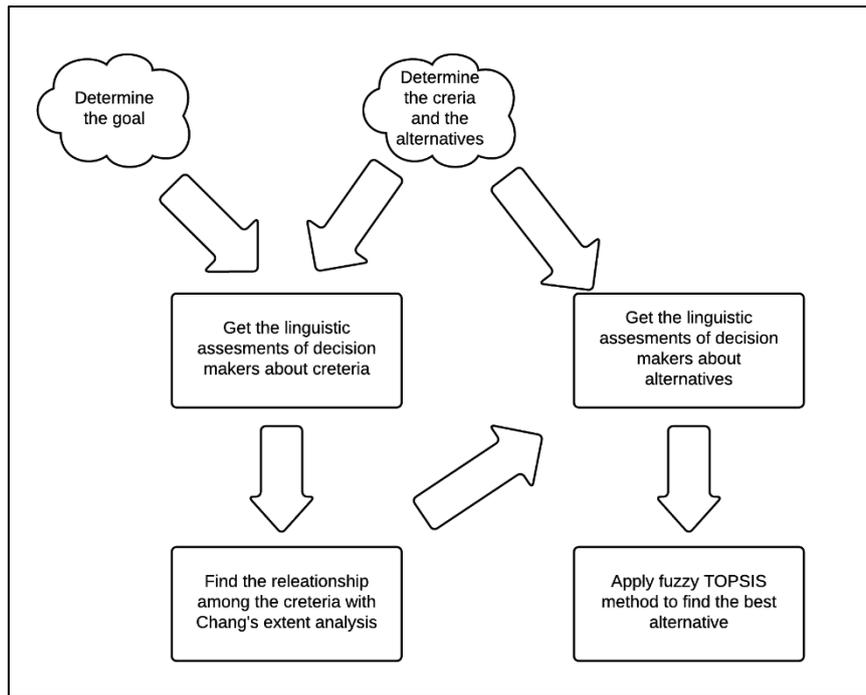 Determine
the goal
Determine
the creria
and the
alternatives
Get the linguistic
assesments of decision
makers about creteria
Get the linguistic
assesments of decision
makers about
alternatives
Find the releationship
among the creteria with
Chang's extent analysis
Apply fuzzy TOPSIS
method to find the best
alternative